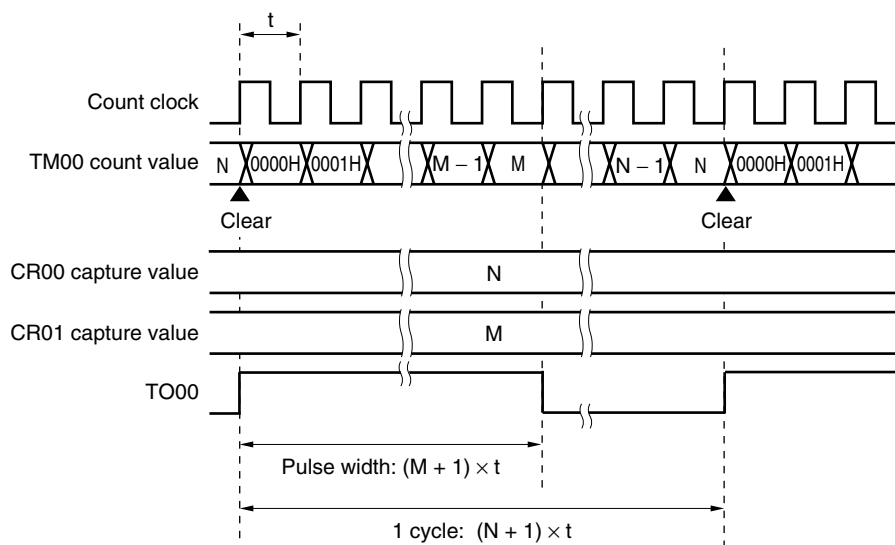 t
Count clock
TM00 count value N 0000H 0001H M – 1 M N – 1 N 0000H 0001H
Clear Clear
CR00 capture value N
CR01 capture value M
TO00
Pulse width: (M + 1) × t
1 cycle: (N + 1) × t